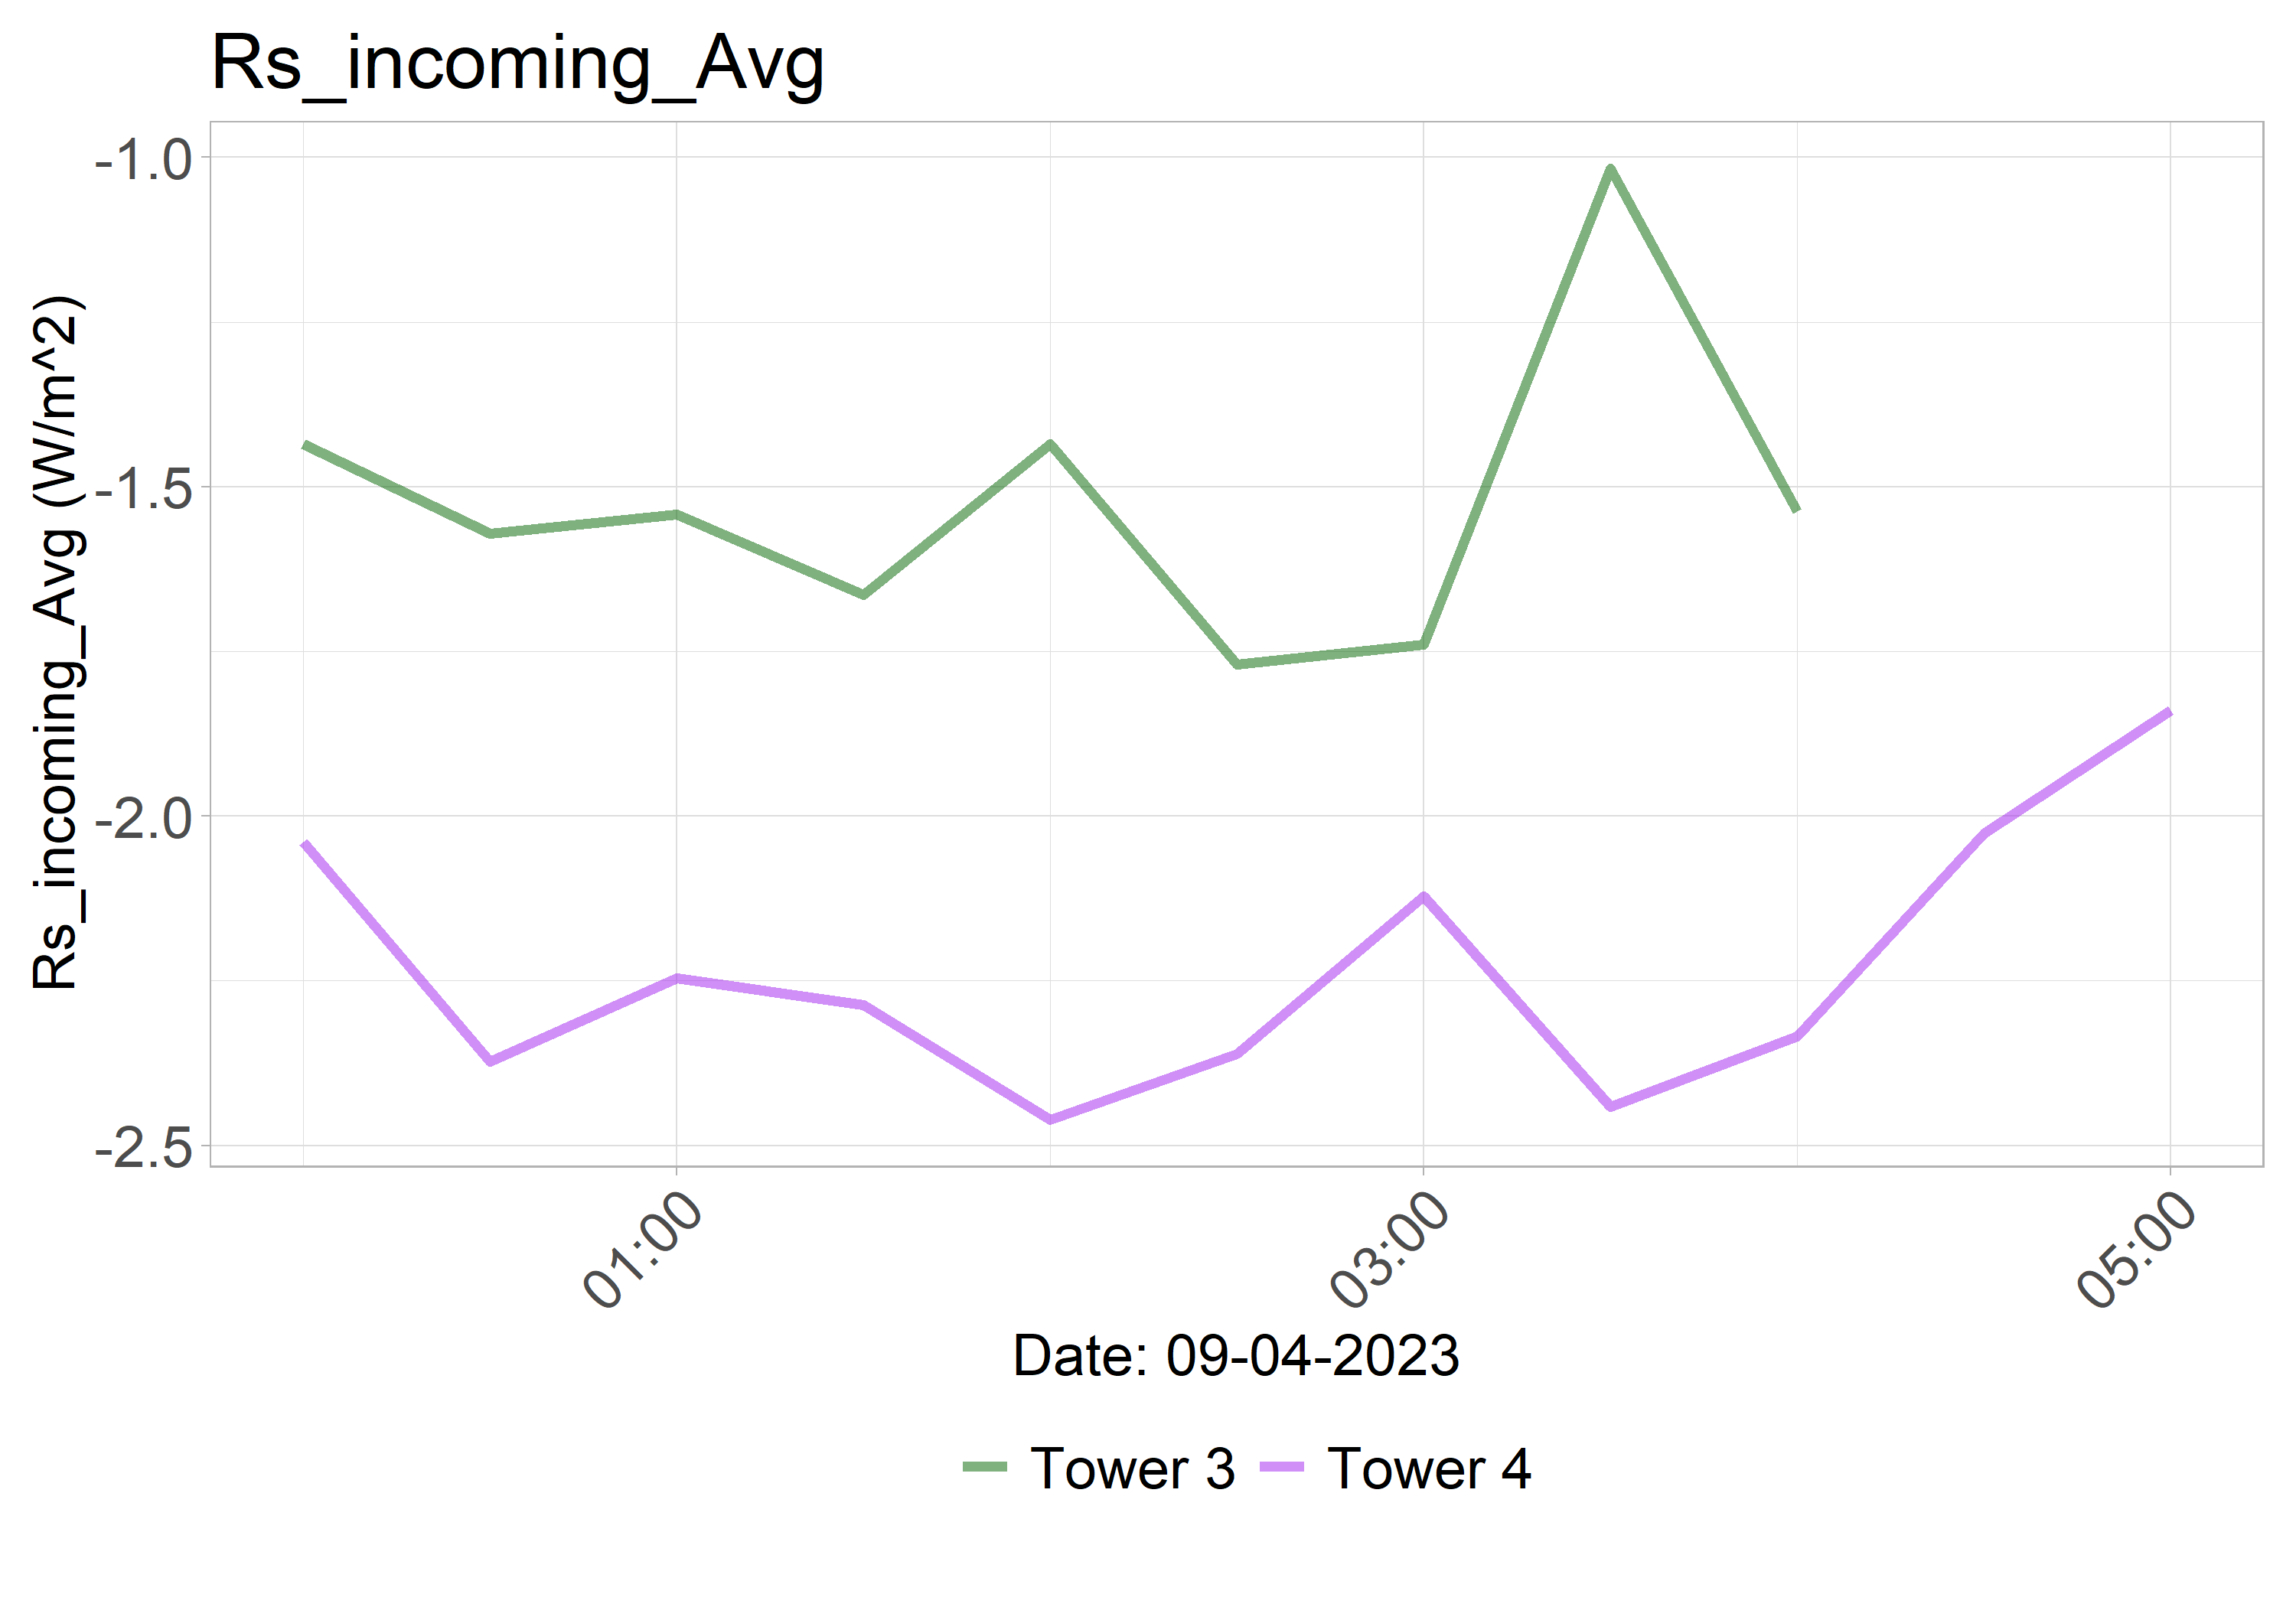 Rs_incoming_Avg
Rs_incoming_Avg (W/m^2)
-1.0
-1.5
-2.0
-2.5
01:00
03:00
05:00
Date: 09-04-2023
Tower 3
Tower 4